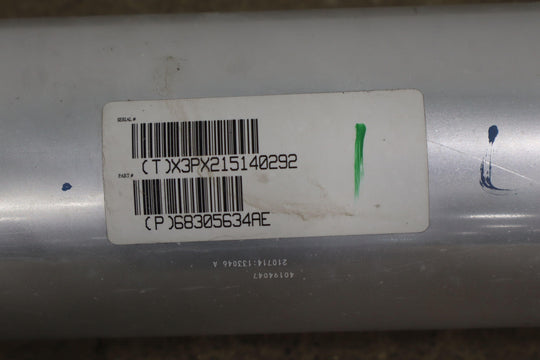 SERIAL#
(T)X3PX215140292
PART#
(P)68305634AE
40194047
210714:133046 A